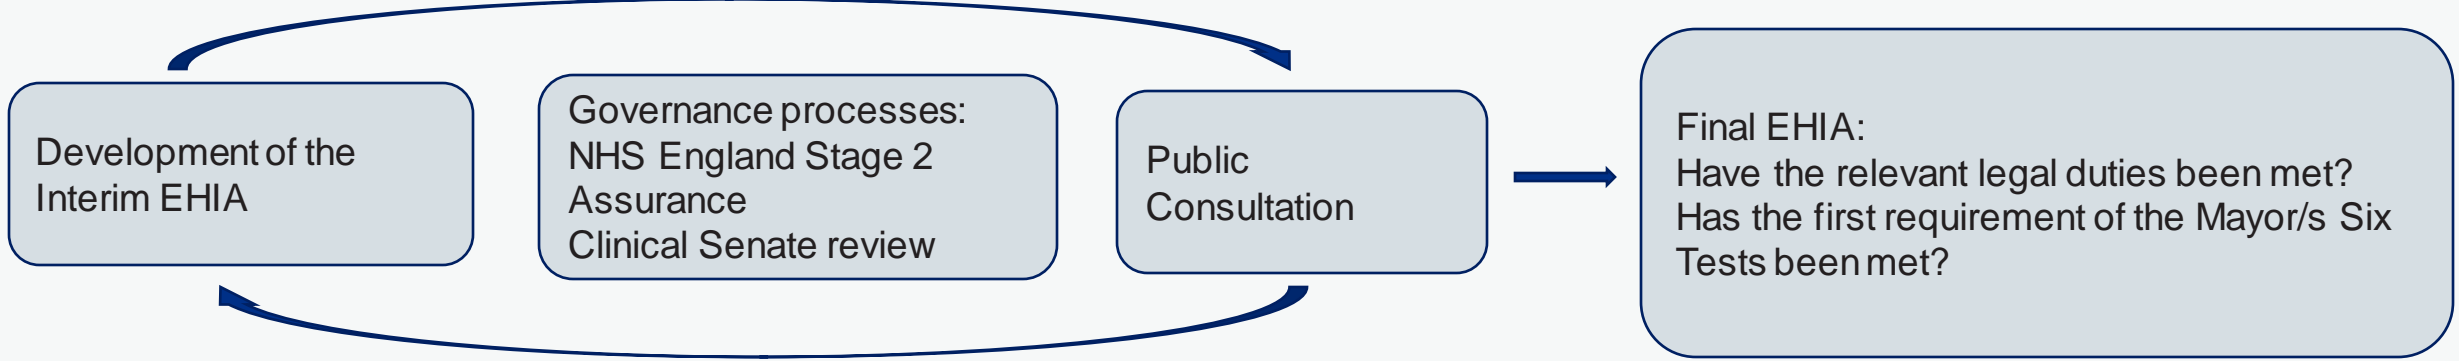 Development of the
Interim EHIA
Governance processes:
NHS England Stage 2
Assurance
Clinical Senate review
Public
Consultation
Final EHIA:
Have the relevant legal duties been met?
Has the first requirement of the Mayor/s Six
Tests been met?